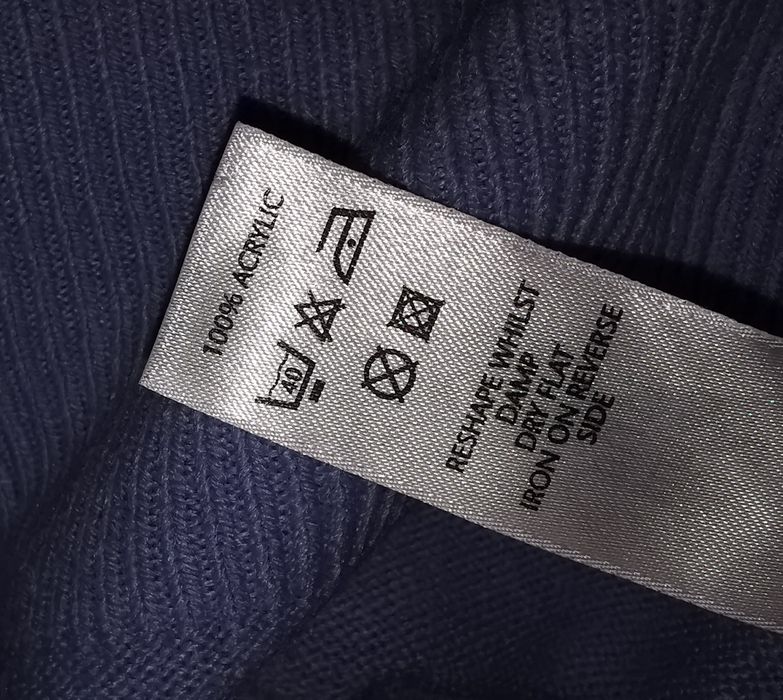 100% ACRYLIC
40
RESHAPE WHILST
DAMP
DRY FLAT
IRON ON REVERSE
SIDE